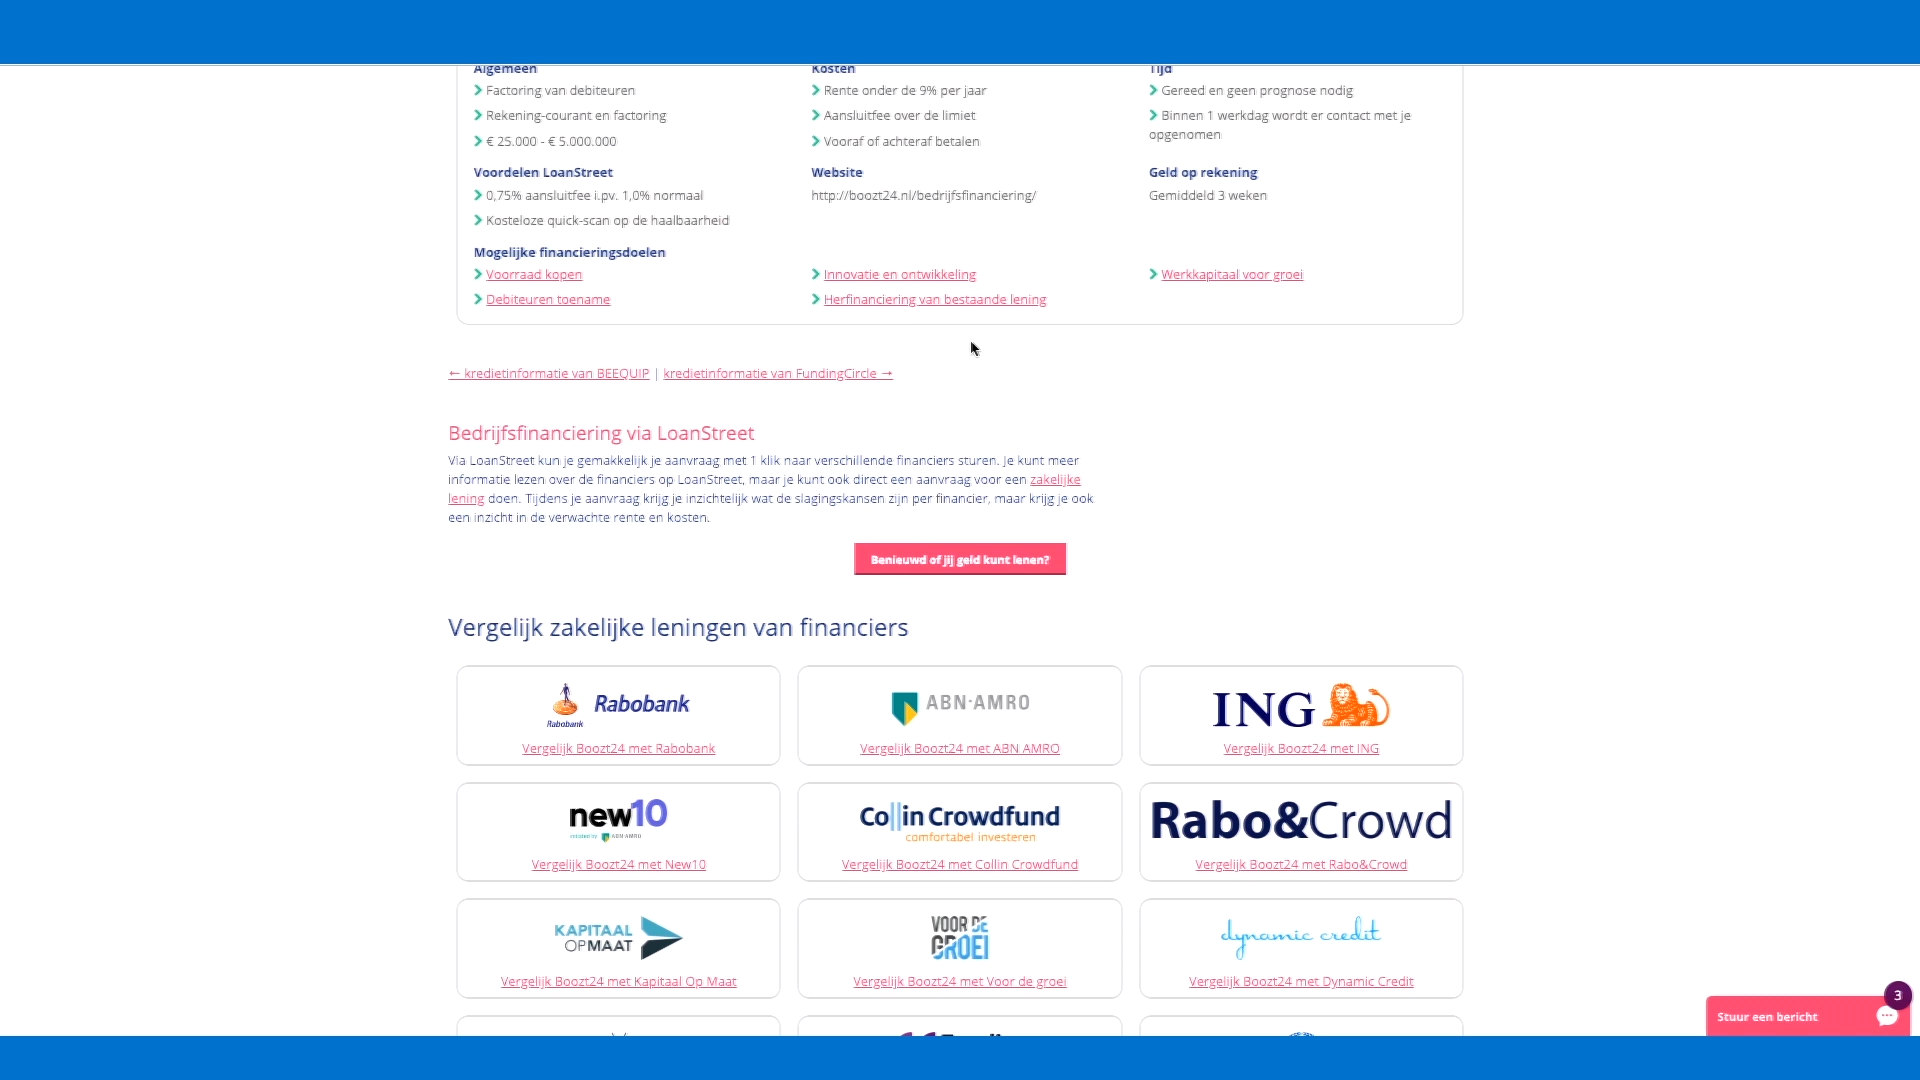 Algemeen
Factoring van debiteuren
Rekening-courant en factoring
€ 25.000 - € 5.000.000
Kosten
Rente onder de 9% per jaar
Aansluitfee over de limiet
Vooraf of achteraf betalen
Tijd
Gereed en geen prognose nodig
Binnen 1 werkdag wordt er contact met je
opgenomen
Voordelen LoanStreet
0,75% aansluitfee i.pv. 1,0% normaal
Kosteloze quick-scan op de haalbaarheid
Website
http://boozt24.nl/bedrijfsfinanciering/
Geld op rekening
Gemiddeld 3 weken
Mogelijke financieringsdoelen
Voorraad kopen
Debiteuren toename
Innovatie en ontwikkeling
Herfinanciering van bestaande lening
Werkkapitaal voor groei
← kredietinformatie van BEEQUIP | kredietinformatie van FundingCircle →
Bedrijfsfinanciering via LoanStreet
Via LoanStreet kun je gemakkelijk je aanvraag met 1 klik naar verschillende financiers sturen. Je kunt meer
informatie lezen over de financiers op LoanStreet, maar je kunt ook direct een aanvraag voor een zakelijke
lening doen. Tijdens je aanvraag krijg je inzichtelijk wat de slagingskansen zijn per financier, maar krijg je ook
een inzicht in de verwachte rente en kosten.
Benieuwd of jij geld kunt lenen?
Vergelijk zakelijke leningen van financiers
Rabobank
Rabobank
Vergelijk Boozt24 met Rabobank
ABN·AMRO
Vergelijk Boozt24 met ABN AMRO
ING
Vergelijk Boozt24 met ING
new10
ABN·AMRO
Vergelijk Boozt24 met New10
Collin Crowdfund
comfortabel investeren
Vergelijk Boozt24 met Collin Crowdfund
Rabo&Crowd
Vergelijk Boozt24 met Rabo&Crowd
KAPITAAL
OPMAAT
Vergelijk Boozt24 met Kapitaal Op Maat
VOOR DE
GROEI
Vergelijk Boozt24 met Voor de groei
dynamic credit
Vergelijk Boozt24 met Dynamic Credit
3
Stuur een bericht